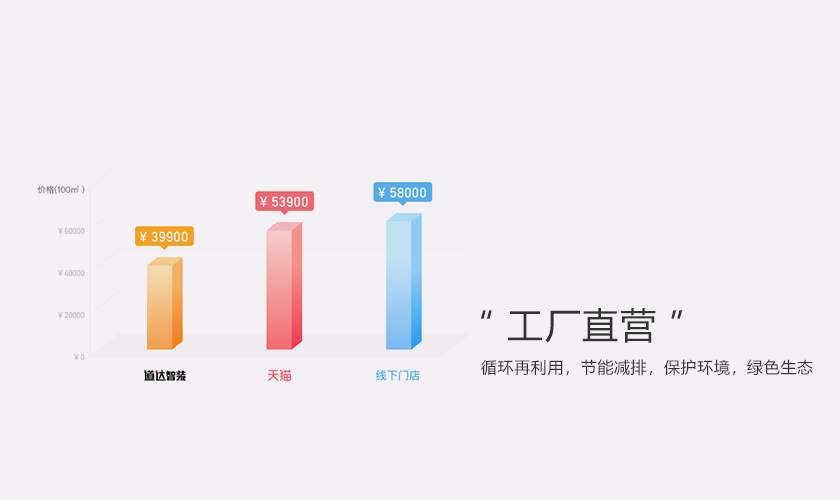 价格(100㎡)
¥60000
¥40000
¥20000
¥0
¥ 39900
¥ 53900
¥ 58000
道达智装
天猫
线下门店
“ 工厂直营 ”
循环再利用，节能减排，保护环境，绿色生态